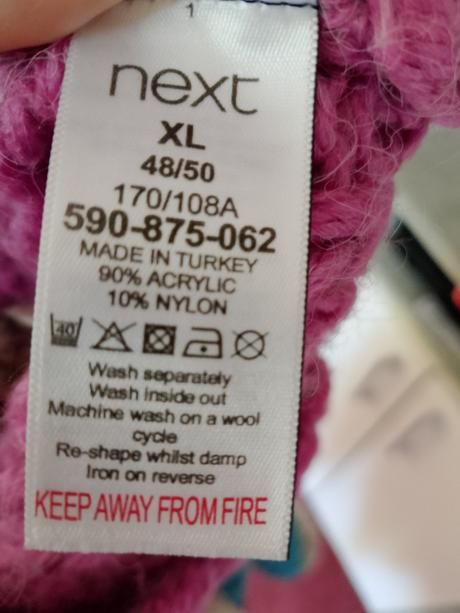 1
next
XL
48/50
170/108A
590-875-062
MADE IN TURKEY
90% ACRYLIC
10% NYLON
40
Wash separately
Wash inside out
Machine wash on a wool
cycle
Re-shape whilst damp
Iron on reverse
KEEP AWAY FROM FIRE